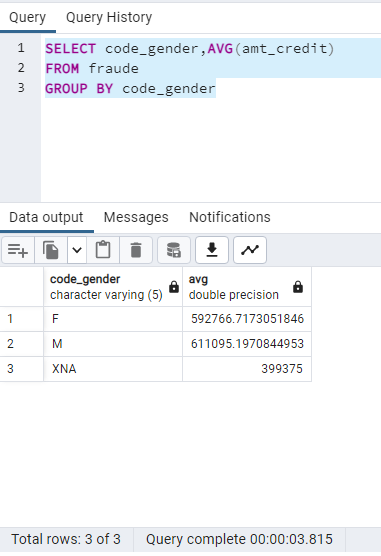 Query Query History
1 SELECT code_gender,AVG(amt_credit)
2 FROM fraude
3 GROUP BY code_gender
Data output Messages Notifications
code_gender avg
character varying (5) double precision
1 F 592766.7173051846
2 M 611095.1970844953
3 XNA 399375
Total rows: 3 of 3 Query complete 00:00:03.815